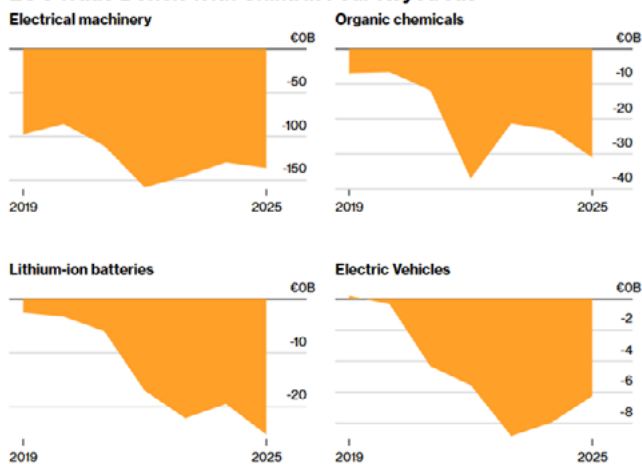 Electrical machinery
€0B
-50
-100
-150
2019
2025
Organic chemicals
€0B
-10
-20
-30
-40
2019
2025
Lithium-ion batteries
€0B
-10
-20
2019
2025
Electric Vehicles
€0B
-2
-4
-6
-8
2019
2025